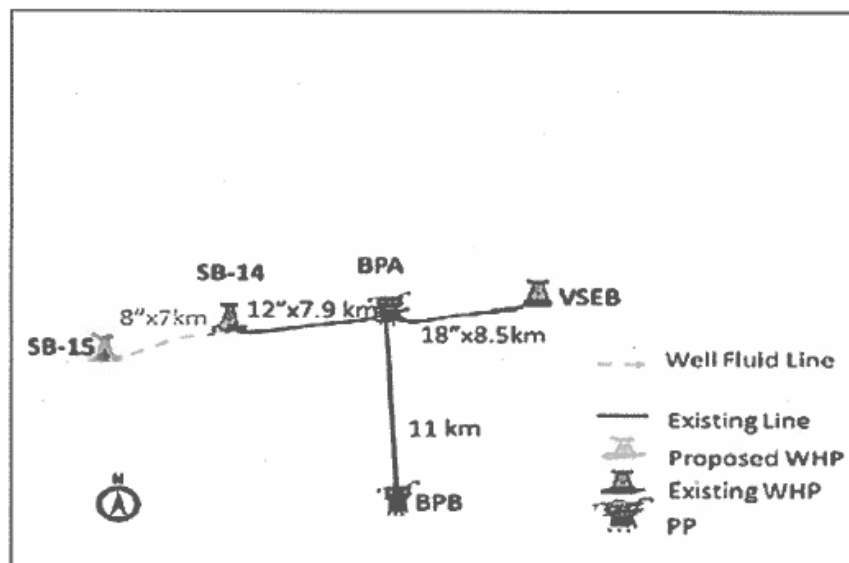 SB-14
BPA
VSEB
8"x7km
12"x7.9 km
18"x8.5km
SB-15
Well Fluid Line
11 km
Existing Line
Proposed WHP
N
Existing WHP
BPB
PP